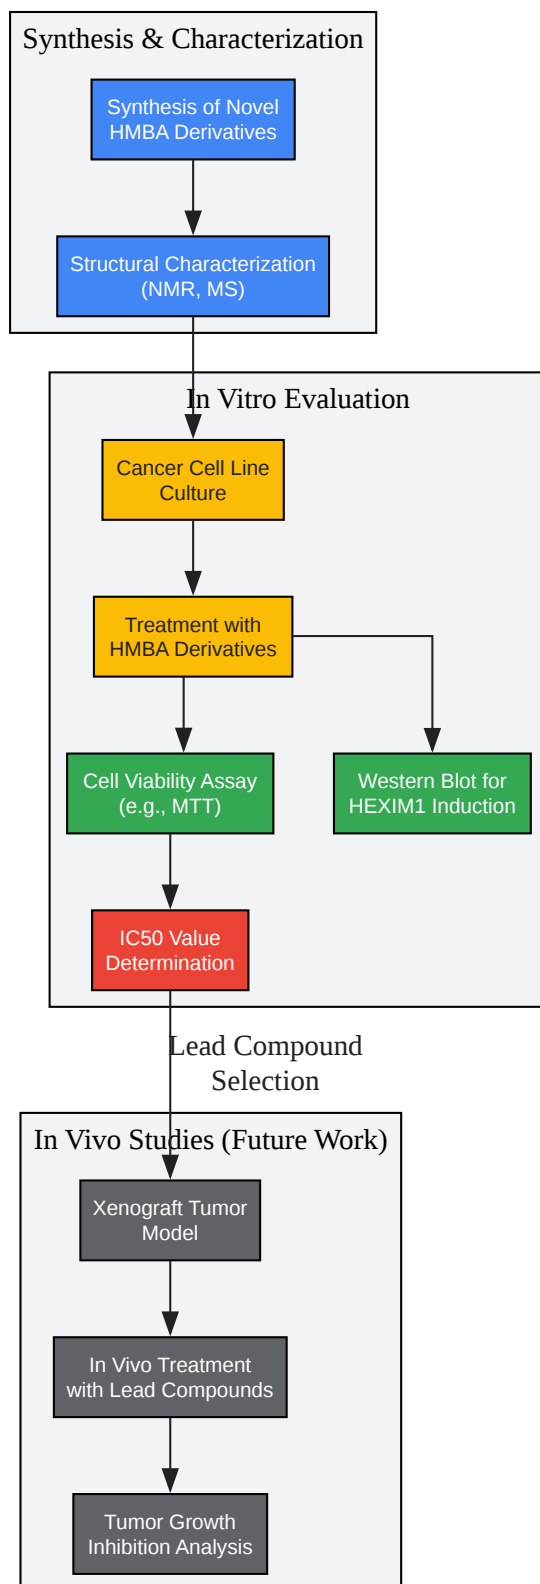 Synthesis & Characterization
Synthesis of Novel
HMBA Derivatives
Structural Characterization
(NMR, MS)
In Vitro Evaluation
Cancer Cell Line
Culture
Treatment with
HMBA Derivatives
Cell Viability Assay
(e.g., MTT)
Western Blot for
HEXIM1 Induction
IC50 Value
Determination
Lead Compound
Selection
In Vivo Studies (Future Work)
Xenograft Tumor
Model
In Vivo Treatment
with Lead Compounds
Tumor Growth
Inhibition Analysis